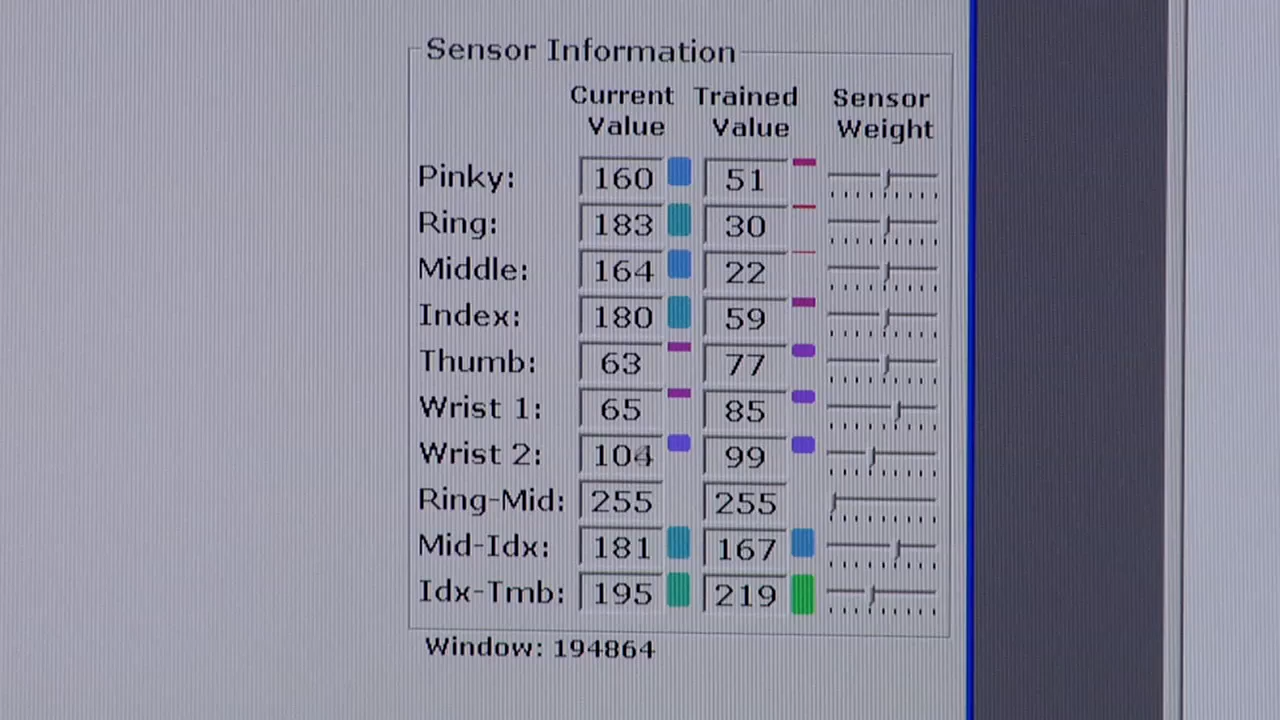 Sensor Information
Current Trained Sensor
Value Value Weight
Pinky: 160 51
Ring: 183 30
Middle: 164 22
Index: 180 59
Thumb: 63 77
Wrist 1: 65 85
Wrist 2: 104 99
Ring-Mid: 255 255
Mid-Idx: 181 167
Idx-Tmb: 195 219
Window: 194864